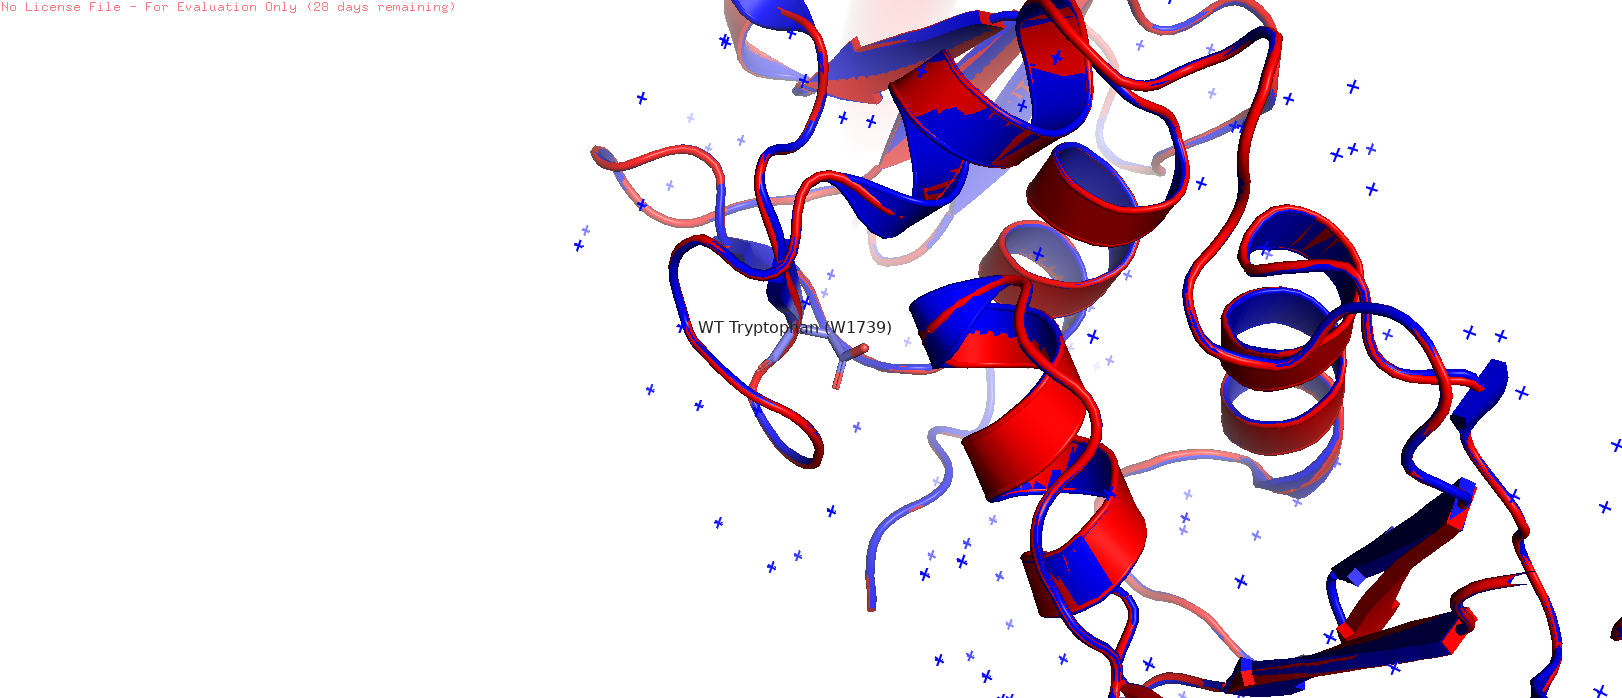 No License File - For Evaluation Only (28 days remaining)
WT Tryptophan (W1739)